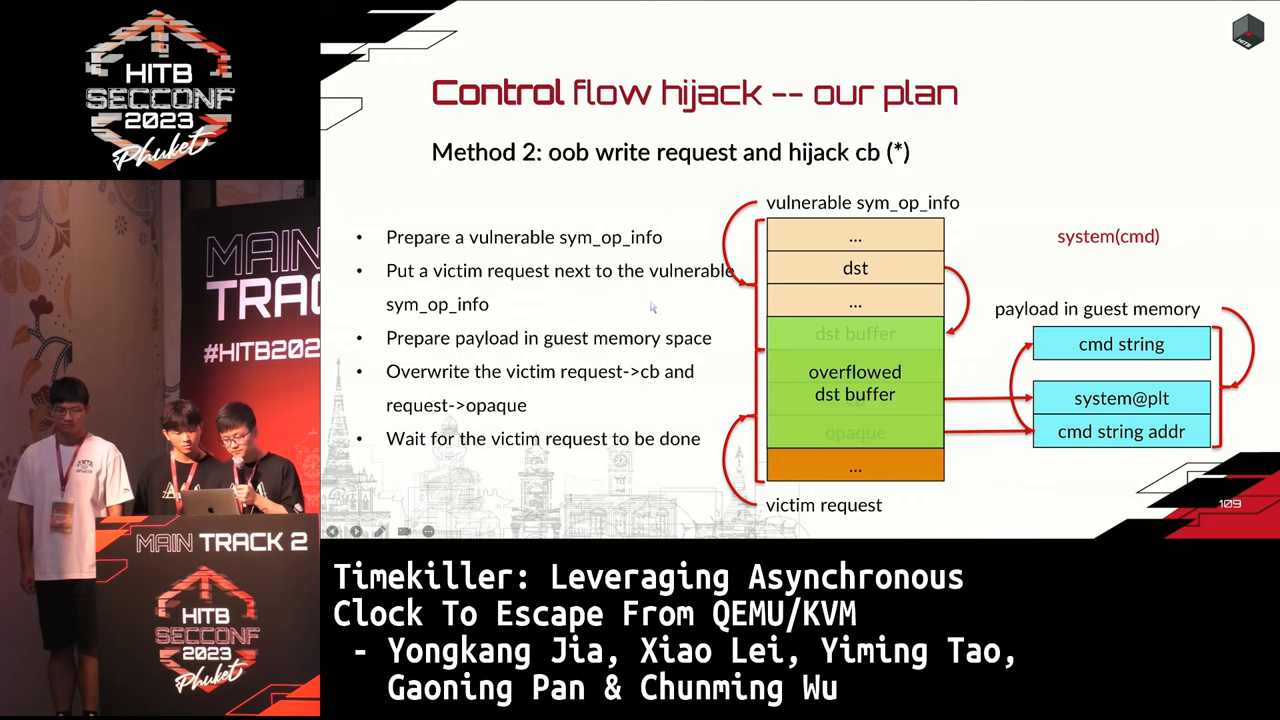 HITB
SECCONF
2023
Phuket
HITB
Control flow hijack -- our plan
Method 2: oob write request and hijack cb (*)
• Prepare a vulnerable sym_op_info
• Put a victim request next to the vulnerable
sym_op_info
• Prepare payload in guest memory space
• Overwrite the victim request->cb and
request->opaque
• Wait for the victim request to be done
vulnerable sym_op_info
...
dst
...
dst buffer
overflowed
dst buffer
opaque
...
victim request
system(cmd)
payload in guest memory
cmd string
system@plt
cmd string addr
109
MAIN
TRAC
#HITB202
MAIN TRACK 2
HITB
SECCONF
2023
Phuket
Timekiller: Leveraging Asynchronous
Clock To Escape From QEMU/KVM
- Yongkang Jia, Xiao Lei, Yiming Tao,
Gaoning Pan & Chunming Wu